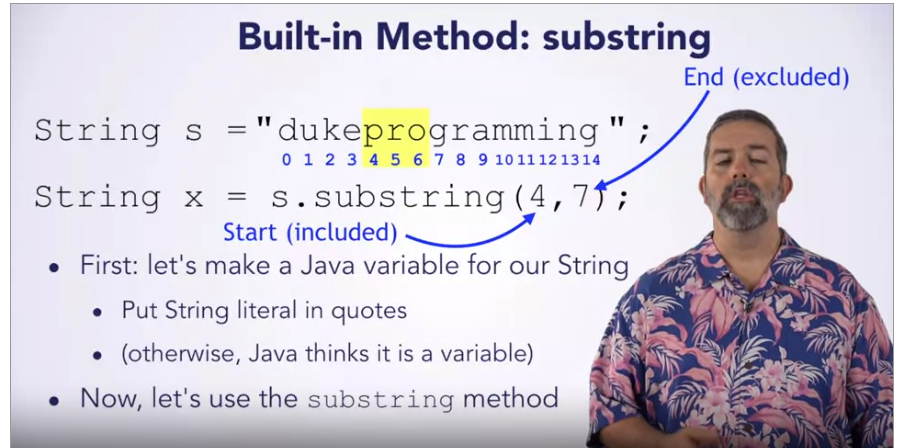 Built-in Method: substring
End (excluded)
String s ="dukeprogramming";
0 1 2 3 4 5 6 7 8 9 10 11 12 13 14
String x = s.substring(4,7);
Start (included)
• First: let's make a Java variable for our String
• Put String literal in quotes
• (otherwise, Java thinks it is a variable)
• Now, let's use the substring method